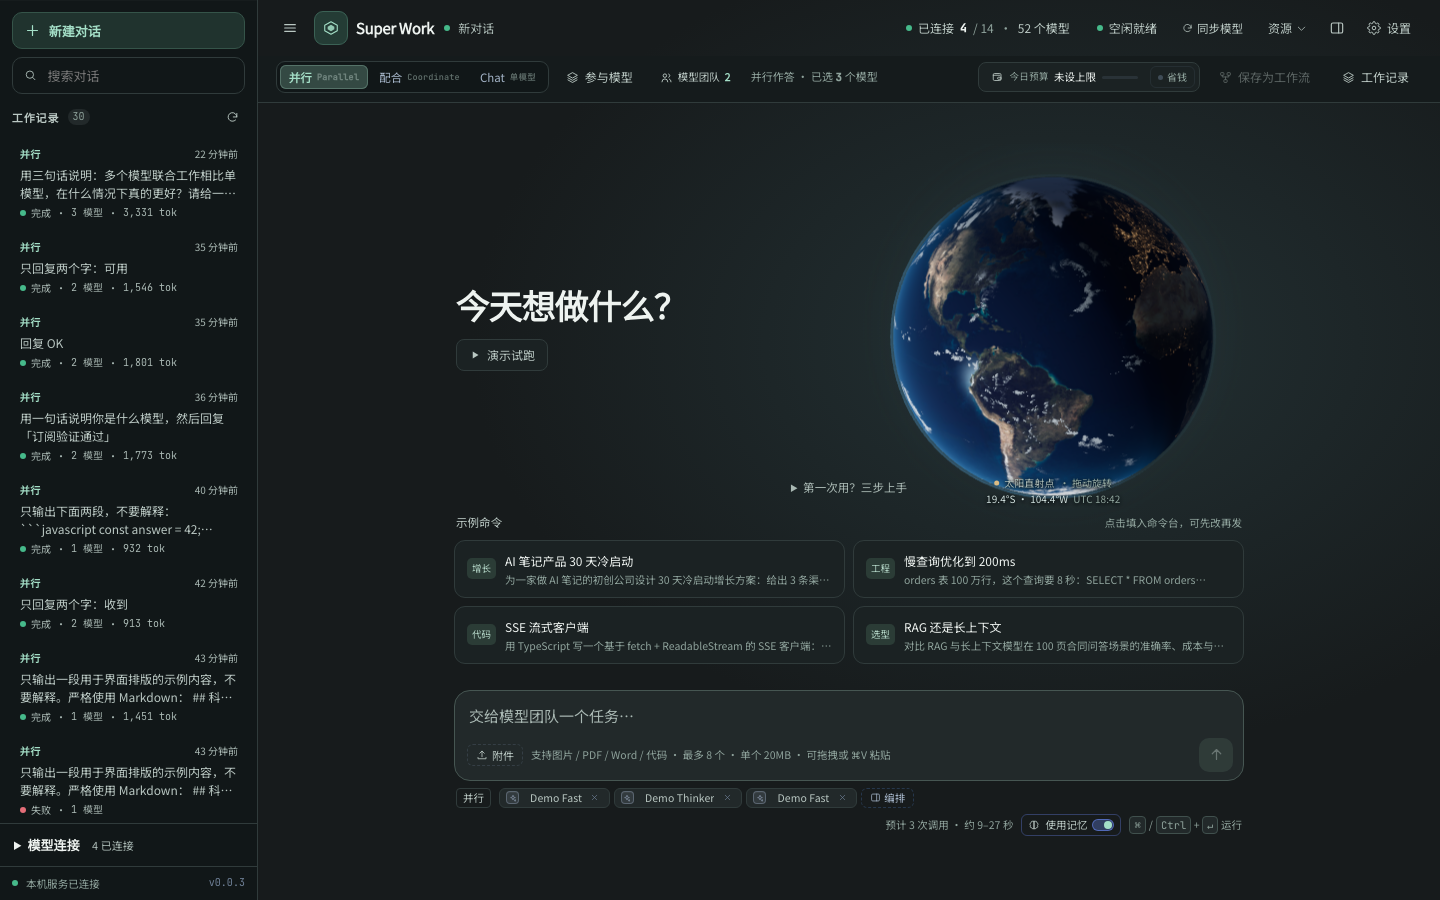 新建对话
搜索对话
工作记录 30
并行 22 分钟前
用三句话说明：多个模型联合工作相比单
模型，在什么情况下真的更好？请给一…
完成 · 3 模型 · 3,331 tok
并行 35 分钟前
只回复两个字：可用
完成 · 2 模型 · 1,546 tok
并行 35 分钟前
回复 OK
完成 · 2 模型 · 1,801 tok
并行 36 分钟前
用一句话说明你是什么模型，然后回复
「订阅验证通过」
完成 · 2 模型 · 1,773 tok
并行 40 分钟前
只输出下面两段，不要解释：
```javascript const answer = 42;…
完成 · 1 模型 · 932 tok
并行 42 分钟前
只回复两个字：收到
完成 · 2 模型 · 913 tok
并行 43 分钟前
只输出一段用于界面排版的示例内容，不
要解释。严格使用 Markdown： ## 科…
完成 · 1 模型 · 1,451 tok
并行 43 分钟前
只输出一段用于界面排版的示例内容，不
要解释。严格使用 Markdown： ## 科…
失败 · 1 模型
模型连接 4 已连接
本机服务已连接 v0.0.3
Super Work 新对话
已连接 4 / 14 · 52 个模型 空闲就绪 同步模型 资源 设置
并行 Parallel 配合 Coordinate Chat 单模型 参与模型 模型团队 2 并行作答 · 已选 3 个模型
今日预算 未设上限 省钱 保存为工作流 工作记录
今天想做什么？
演示试跑
第一次用？三步上手
太阳直射点 · 拖动旋转
19.4°S · 104.4°W UTC 18:42
示例命令 点击填入命令台，可先改再发
增长 AI 笔记产品 30 天冷启动
为一家做 AI 笔记的初创公司设计 30 天冷启动增长方案：给出 3 条渠…
工程 慢查询优化到 200ms
orders 表 100 万行，这个查询要 8 秒：SELECT * FROM orders…
代码 SSE 流式客户端
用 TypeScript 写一个基于 fetch + ReadableStream 的 SSE 客户端：…
选型 RAG 还是长上下文
对比 RAG 与长上下文模型在 100 页合同问答场景的准确率、成本与…
交给模型团队一个任务…
附件 支持图片 / PDF / Word / 代码 · 最多 8 个 · 单个 20MB · 可拖拽或 ⌘V 粘贴
并行 Demo Fast × Demo Thinker × Demo Fast × 编排
预计 3 次调用 · 约 9–27 秒 使用记忆 ⌘ / Ctrl + ↵ 运行